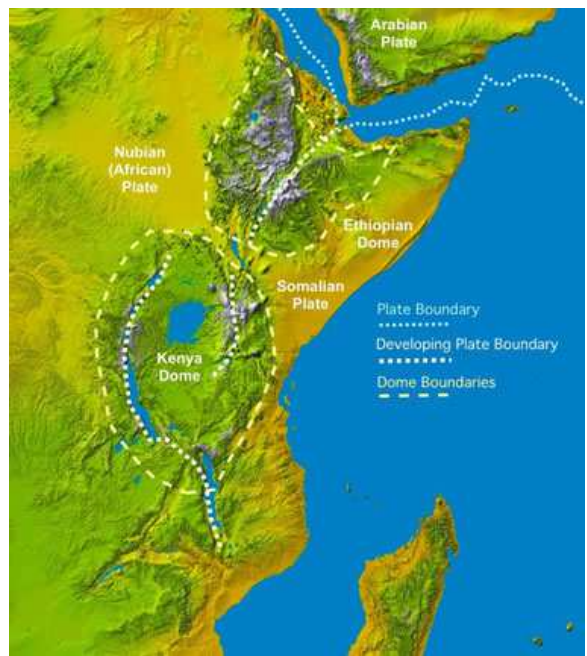 Arabian
Plate
Nubian
(African)
Plate
Ethiopian
Dome
Somalian
Plate
Plate Boundary
Developing Plate Boundary
Kenya
Dome
Dome Boundaries